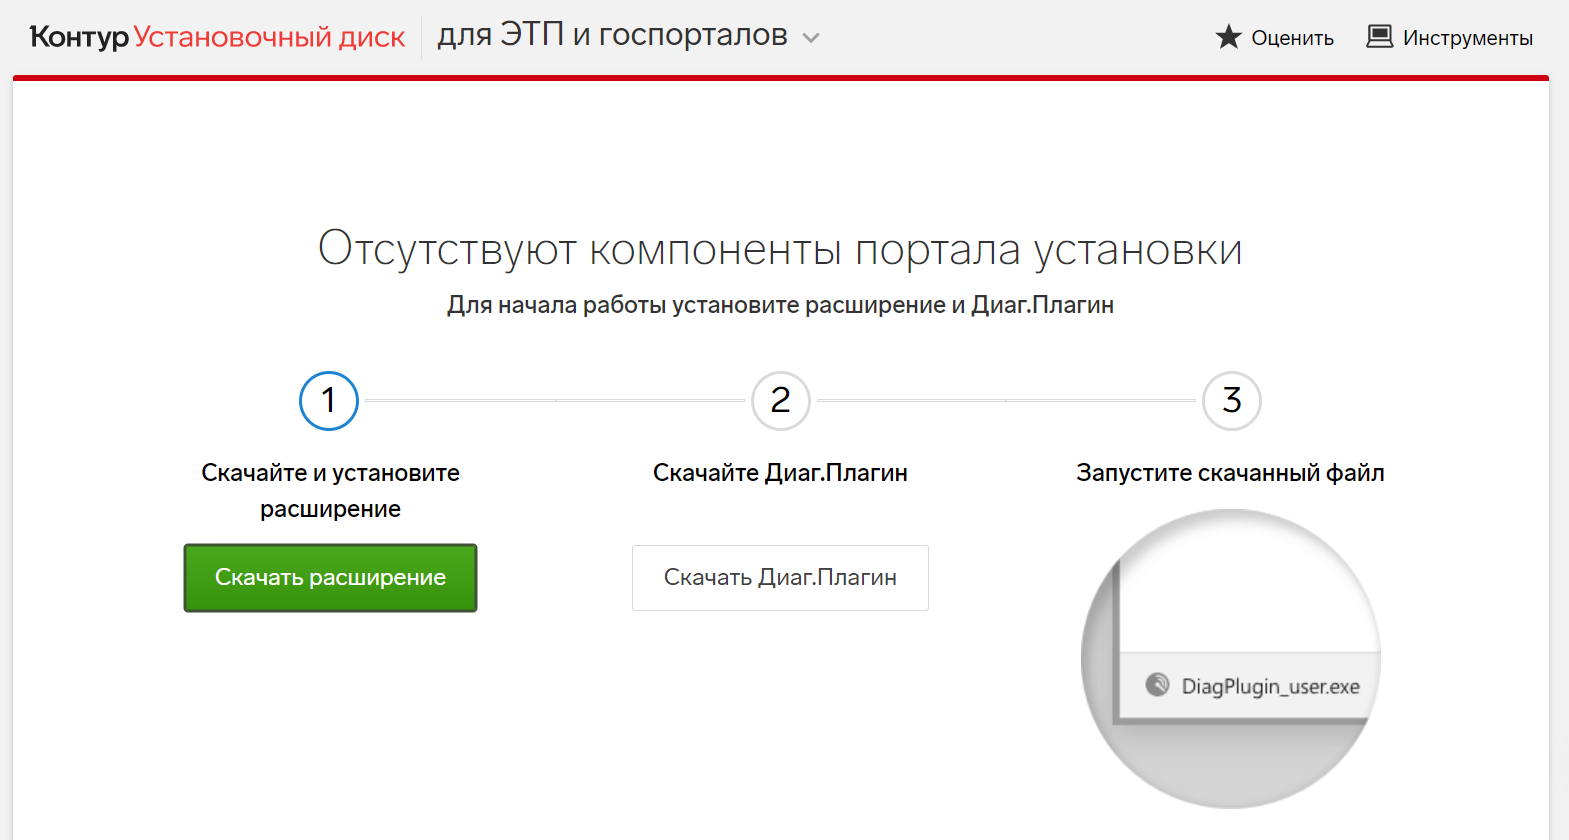 Контур Установочный диск для ЭТП и госпорталов Оценить Инструменты
Отсутствуют компоненты портала установки
Для начала работы установите расширение и Диаг.Плагин
1 2 3
Скачайте и установите
расширение
Скачать расширение
Скачайте Диаг.Плагин
Скачать Диаг.Плагин
Запустите скачанный файл
DiagPlugin_user.exe